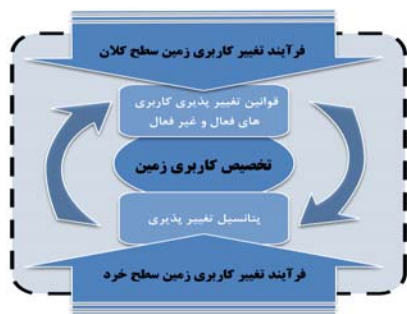 فرآیند تغییر کاربری زمین سطح کلان
قوانین تغییر پذیری کاربری
های فعال و غیر فعال
تخصیص کاربری زمین
پتانسیل تغییر پذیری
فرآیند تغییر کاربری زمین سطح خرد